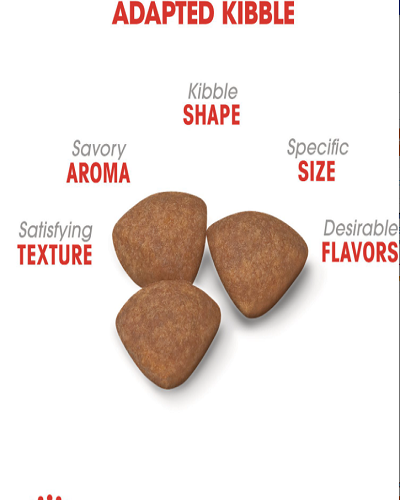 ADAPTED KIBBLE
Kibble
SHAPE
Savory
AROMA
Specific
SIZE
Satisfying
TEXTURE
Desirable
FLAVORS